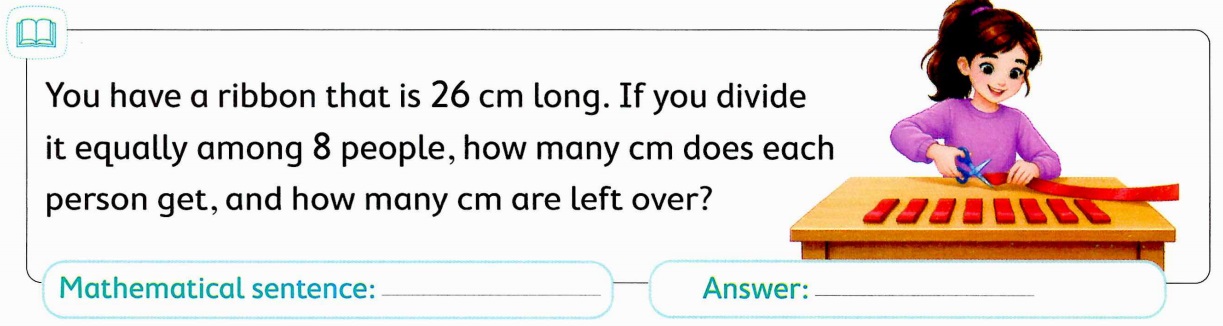 You have a ribbon that is 26 cm long. If you divide
it equally among 8 people, how many cm does each
person get, and how many cm are left over?
Mathematical sentence:
Answer: